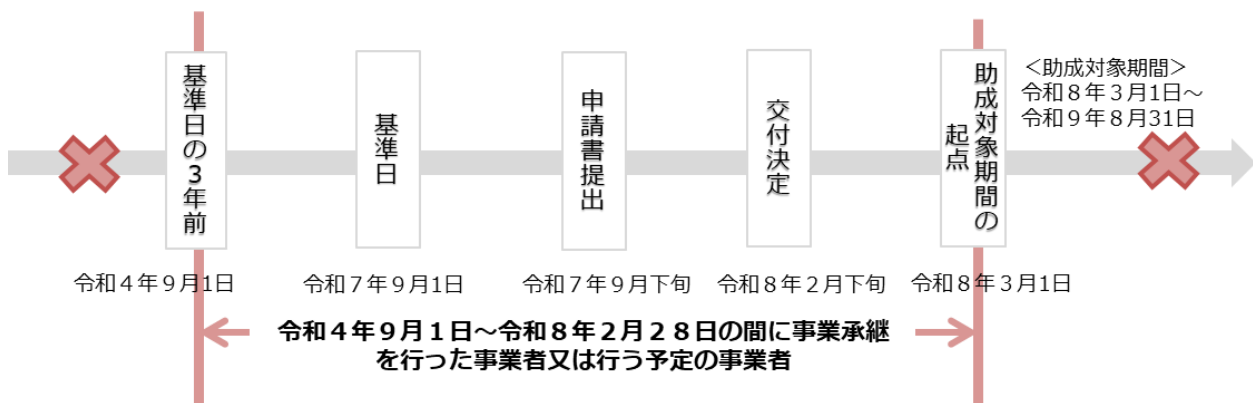 基準日の3年前
基準日
申請書提出
交付決定
助成対象期間の
起点
＜助成対象期間＞
令和８年３月1日～
令和９年８月31日
令和４年９月1日
令和７年９月1日
令和７年９月下旬
令和８年２月下旬
令和８年３月1日
令和４年９月１日～令和８年２月２８日の間に事業承継
を行った事業者又は行う予定の事業者